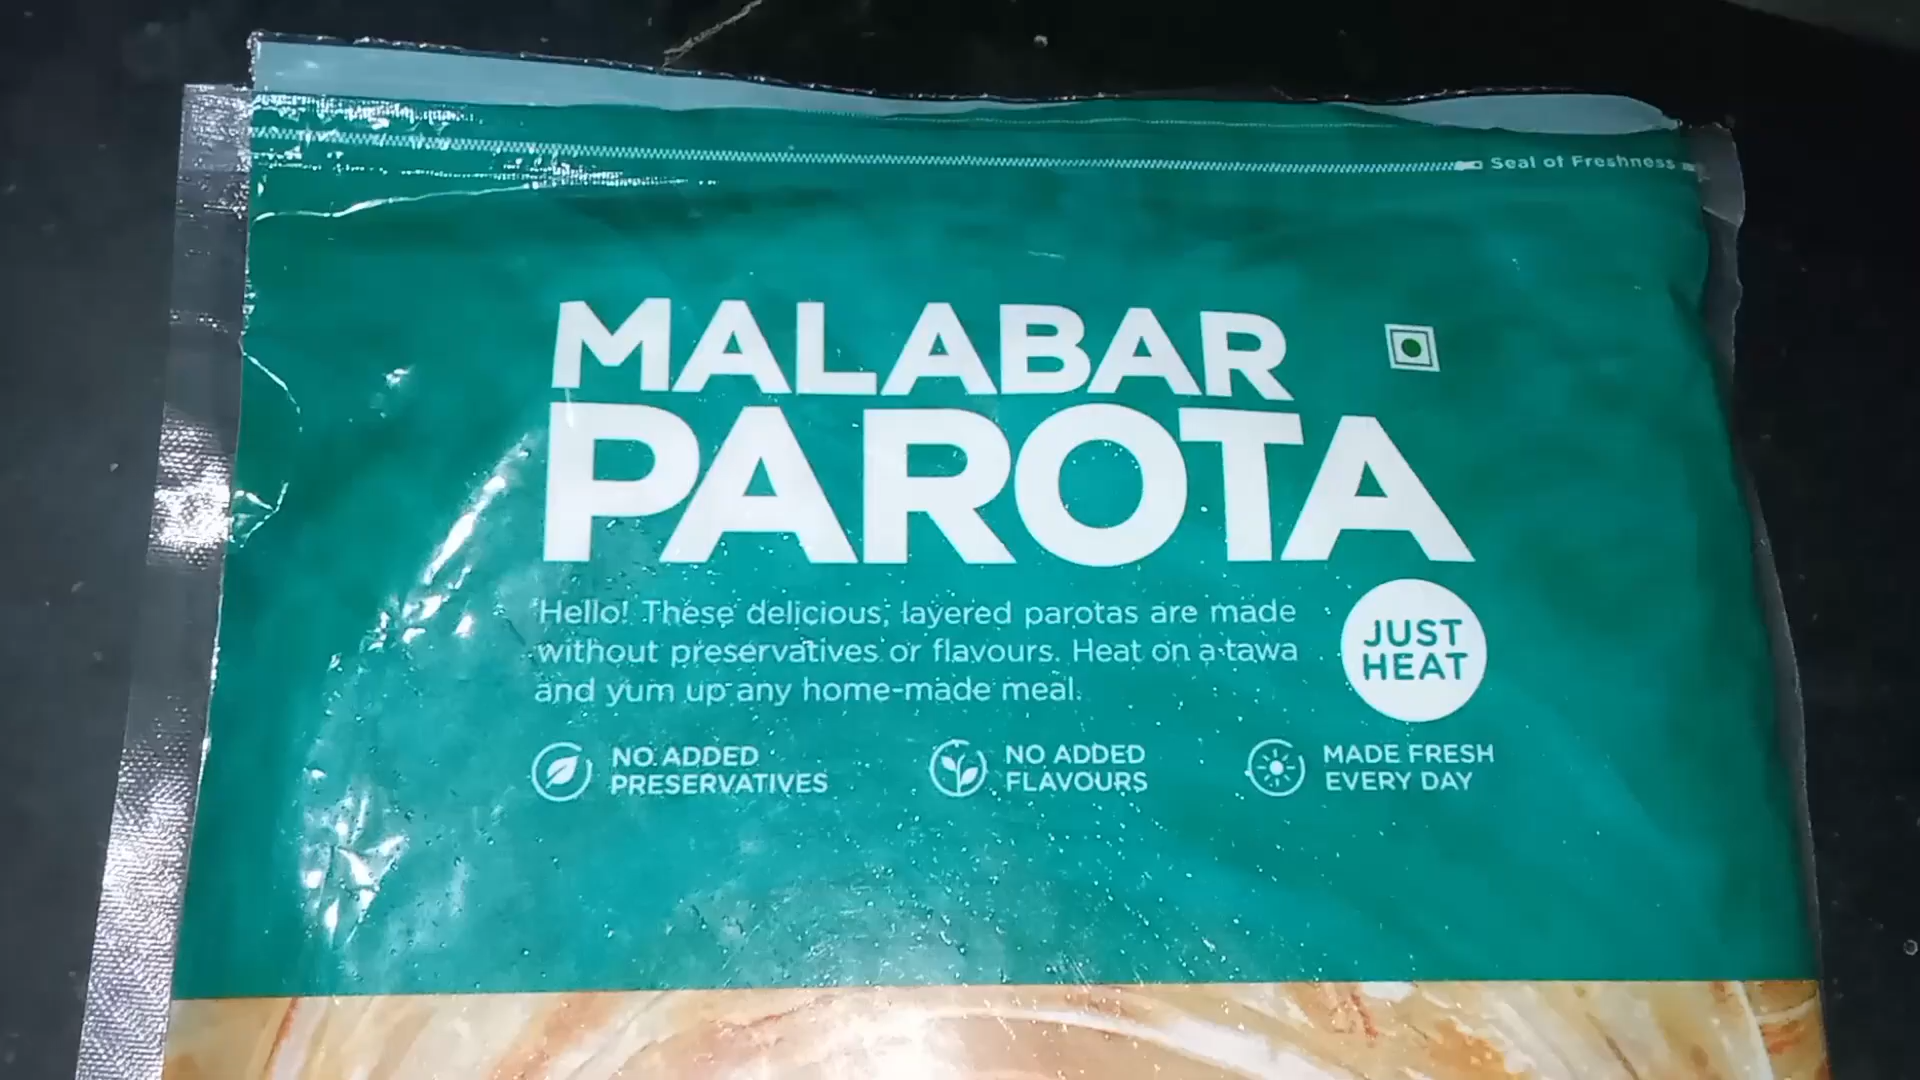 Seal of Freshness
MALABAR
PAROTA
Hello! These delicious, layered parotas are made
without preservatives or flavours. Heat on a tawa
and yum up any home-made meal.
JUST
HEAT
NO ADDED
PRESERVATIVES
NO ADDED
FLAVOURS
MADE FRESH
EVERY DAY